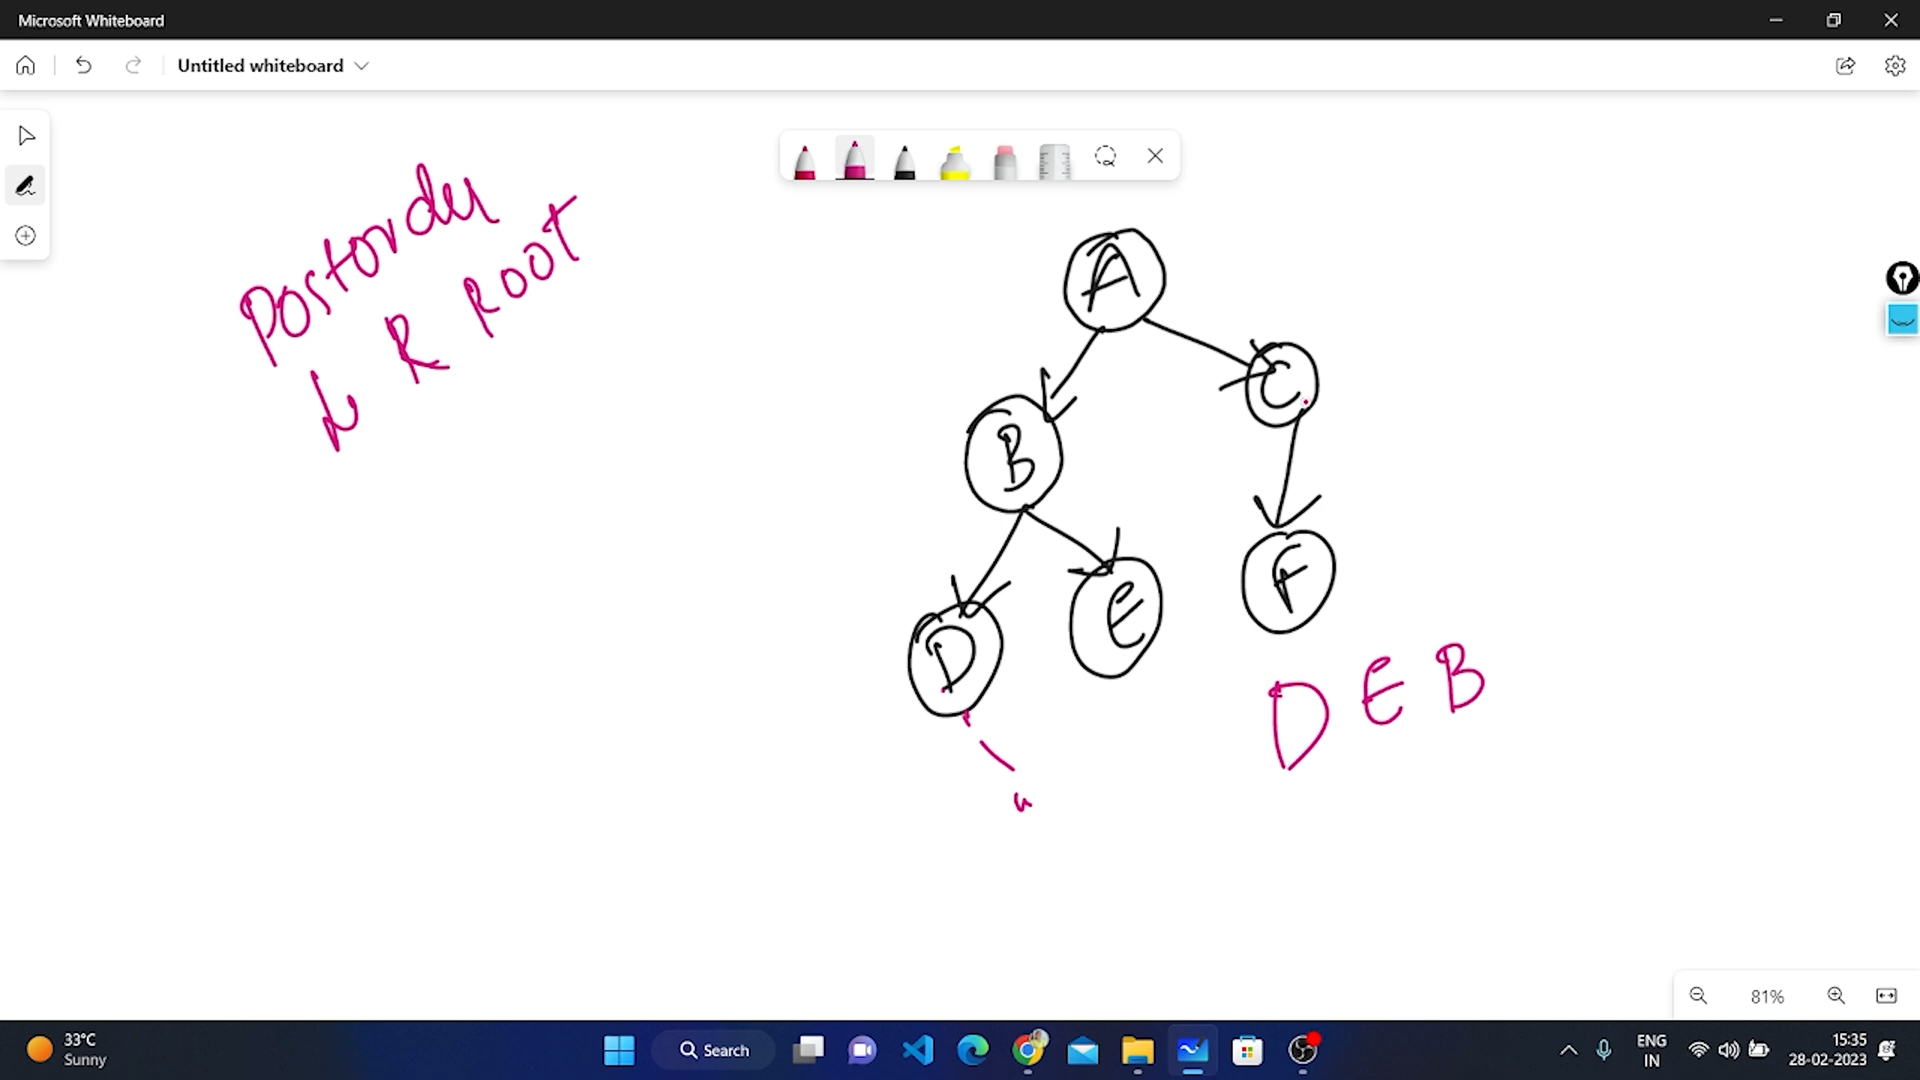 Microsoft Whiteboard
Untitled whiteboard
Postorder
L R ROOT
A
B
C
D
E
F
D E B
81%
33°C
Sunny
Search
ENG
IN
15:35
28-02-2023